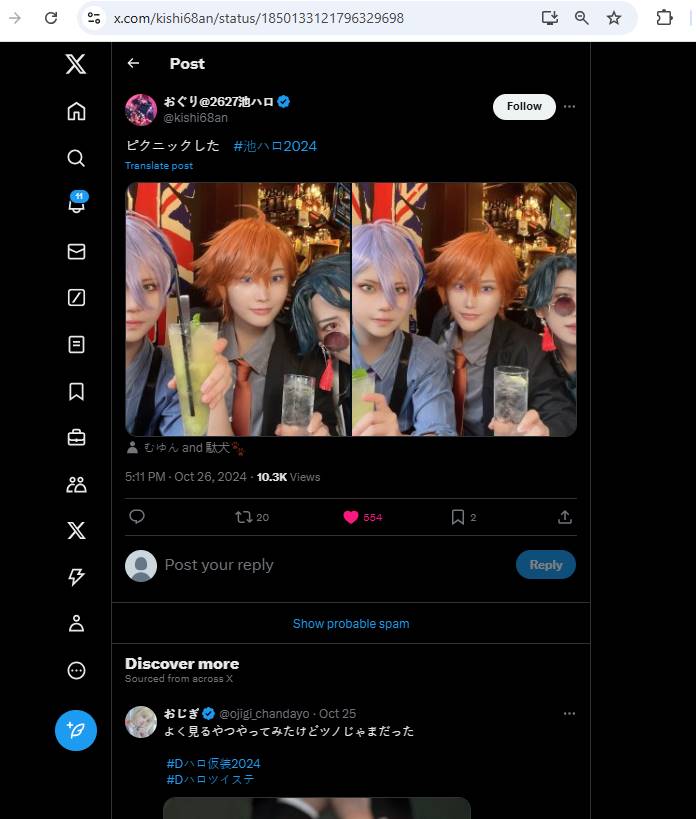 x.com/kishi68an/status/1850133121796329698
Post
おぐり@2627池ハロ
@kishi68an
Follow
ピクニックした #池ハロ2024
Translate post
11
むゆん and 駄犬🐾
5:11 PM · Oct 26, 2024 · 10.3K Views
20
554
2
Post your reply
Reply
Show probable spam
Discover more
Sourced from across X
おじぎ @ojigi_chandayo · Oct 25
よく見るやつやってみたけどツノじゃまだった
#Dハロ仮装2024
#Dハロツイステ